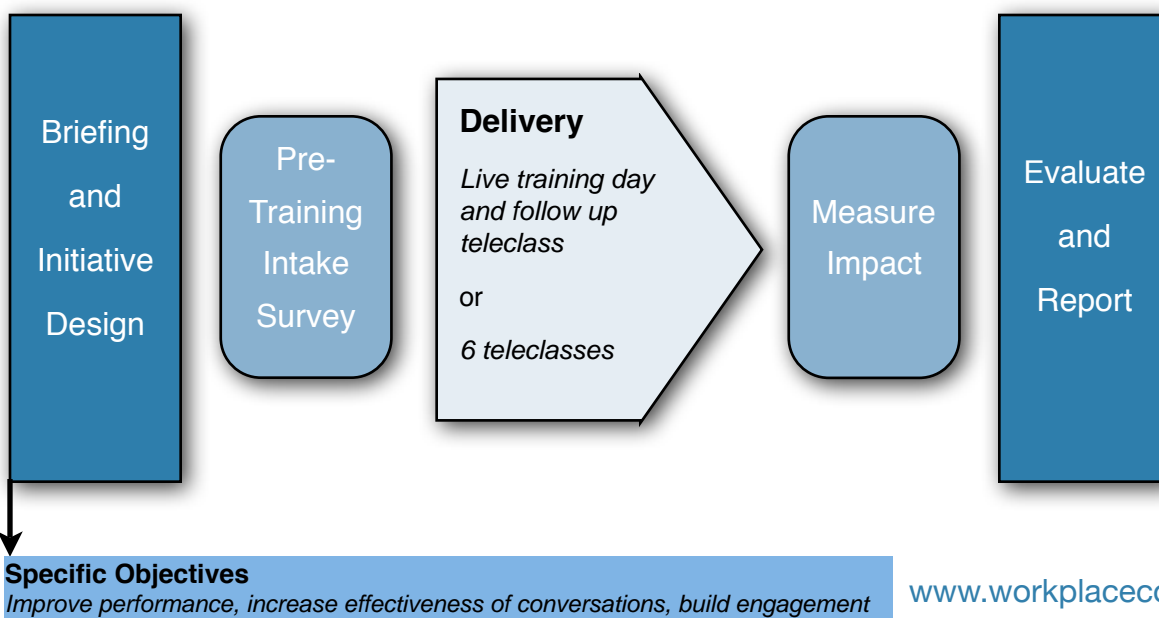 Briefing
and
Initiative
Design
Pre-
Training
Intake
Survey
Delivery
Live training day
and follow up
teleclass
or
6 teleclasses
Measure
Impact
Evaluate
and
Report
Specific Objectives
Improve performance, increase effectiveness of conversations, build engagement